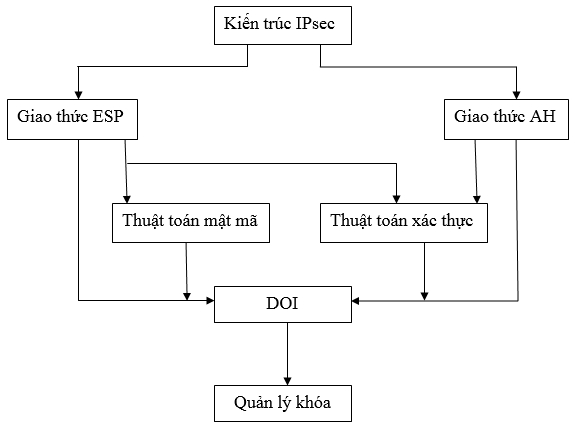 Kiến trúc IPsec
Giao thức ESP
Giao thức AH
Thuật toán mật mã
Thuật toán xác thực
DOI
Quản lý khóa